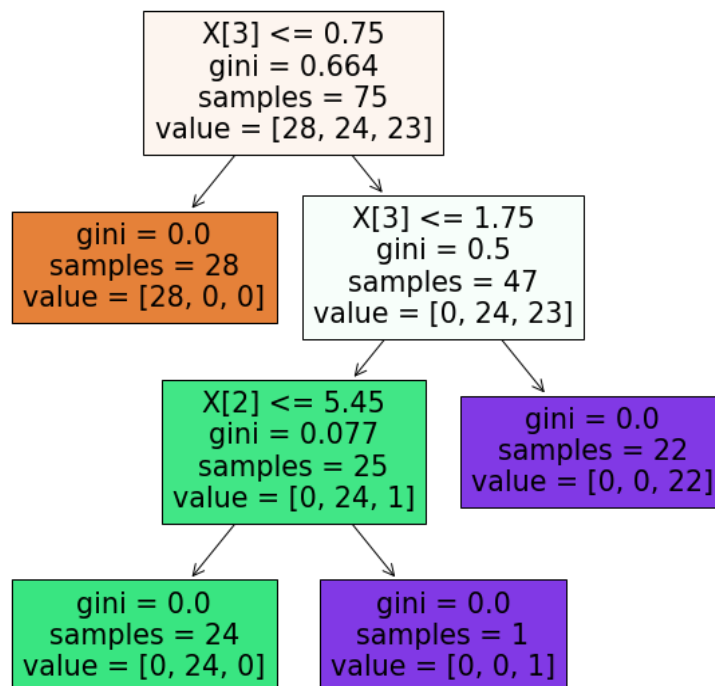 X[3] <= 0.75
gini = 0.664
samples = 75
value = [28, 24, 23]
gini = 0.0
samples = 28
value = [28, 0, 0]
X[3] <= 1.75
gini = 0.5
samples = 47
value = [0, 24, 23]
X[2] <= 5.45
gini = 0.077
samples = 25
value = [0, 24, 1]
gini = 0.0
samples = 22
value = [0, 0, 22]
gini = 0.0
samples = 24
value = [0, 24, 0]
gini = 0.0
samples = 1
value = [0, 0, 1]